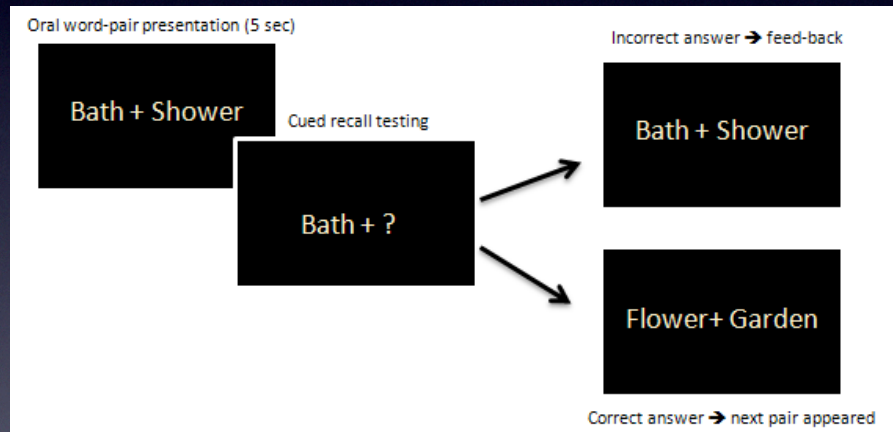 Oral word-pair presentation (5 sec)
Bath + Shower
Cued recall testing
Bath + ?
Incorrect answer ➔ feed-back
Bath + Shower
Flower+ Garden
Correct answer ➔ next pair appeared